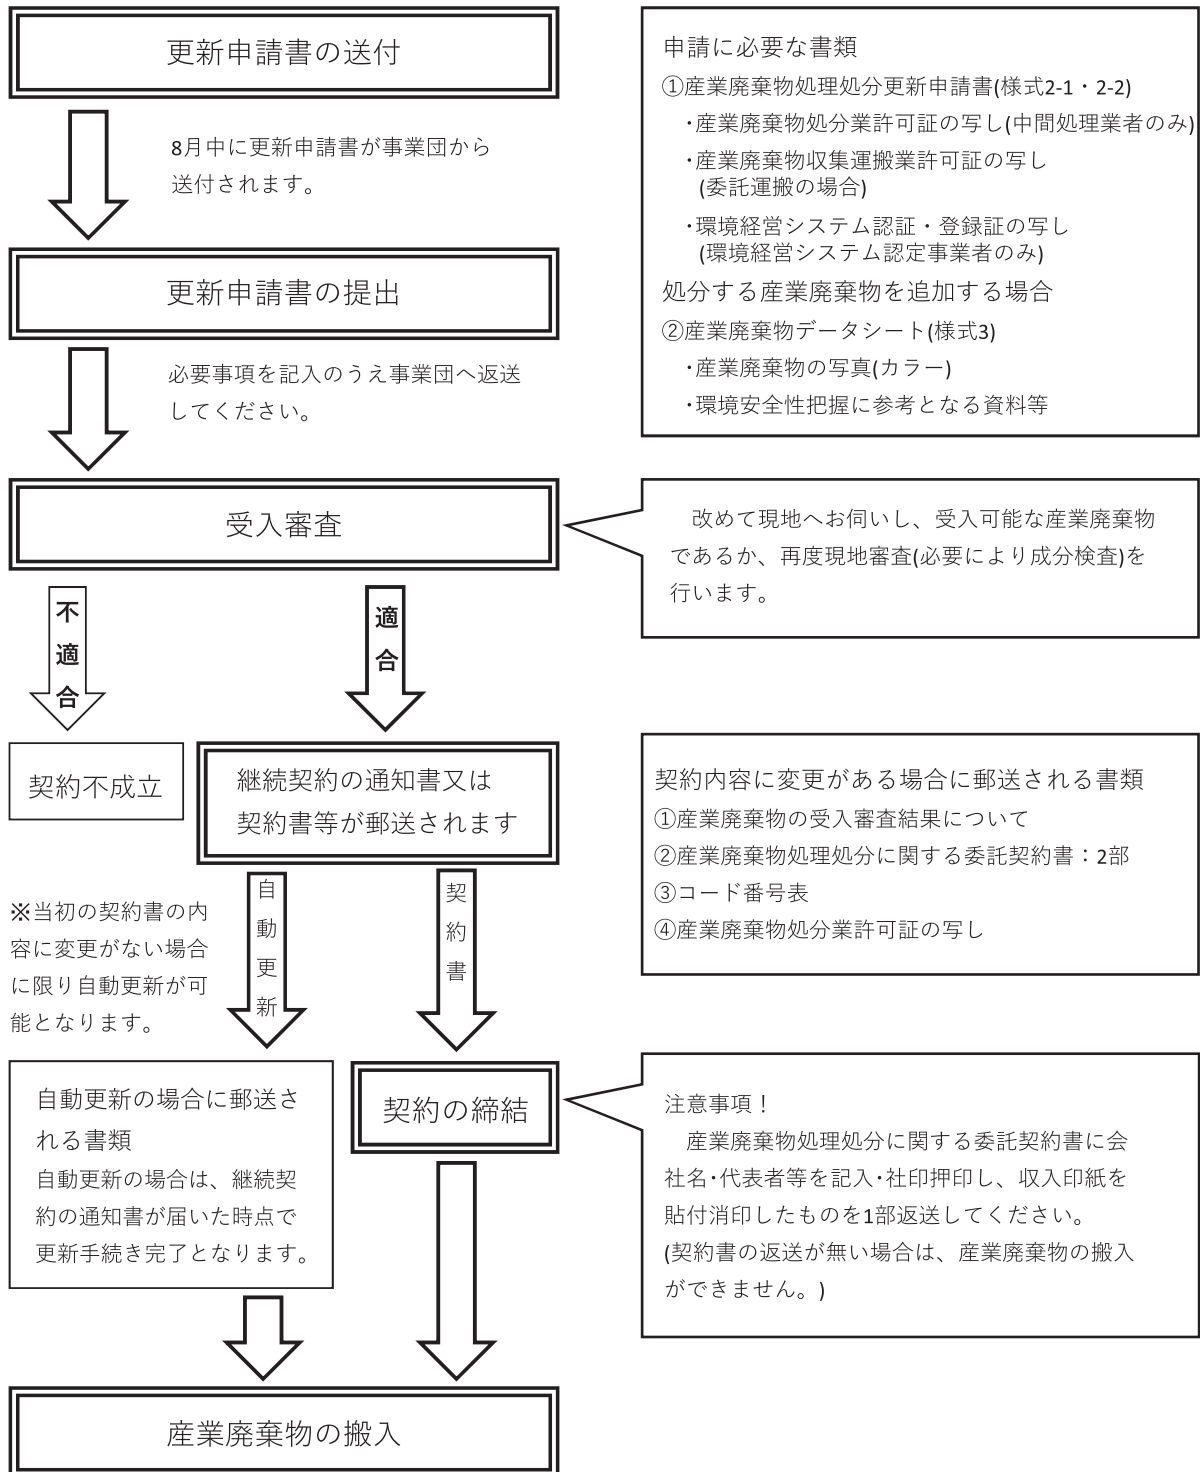 更新申請書の送付
8月中に更新申請書が事業団から
送付されます。
更新申請書の提出
必要事項を記入のうえ事業団へ返送
してください。
申請に必要な書類
①産業廃棄物処理処分更新申請書(様式2-1・2-2)
・産業廃棄物処分業許可証の写し(中間処理業者のみ)
・産業廃棄物収集運搬業許可証の写し
(委託運搬の場合)
・環境経営システム認証・登録証の写し
(環境経営システム認定事業者のみ)
処分する産業廃棄物を追加する場合
②産業廃棄物データシート(様式3)
・産業廃棄物の写真(カラー)
・環境安全性把握に参考となる資料等
受入審査
改めて現地へお伺いし、受入可能な産業廃棄物
であるか、再度現地審査(必要により成分検査)を
行います。
不適合
適合
契約不成立
継続契約の通知書又は
契約書等が郵送されます
契約内容に変更がある場合に郵送される書類
①産業廃棄物の受入審査結果について
②産業廃棄物処理処分に関する委託契約書：2部
③コード番号表
④産業廃棄物処分業許可証の写し
※当初の契約書の内
容に変更がない場合
に限り自動更新が可
能となります。
自動更新
契約書
自動更新の場合に郵送さ
れる書類
自動更新の場合は、継続契
約の通知書が届いた時点で
更新手続き完了となります。
契約の締結
注意事項！
産業廃棄物処理処分に関する委託契約書に会
社名・代表者等を記入・社印押印し、収入印紙を
貼付消印したものを1部返送してください。
(契約書の返送が無い場合は、産業廃棄物の搬入
ができません。)
産業廃棄物の搬入